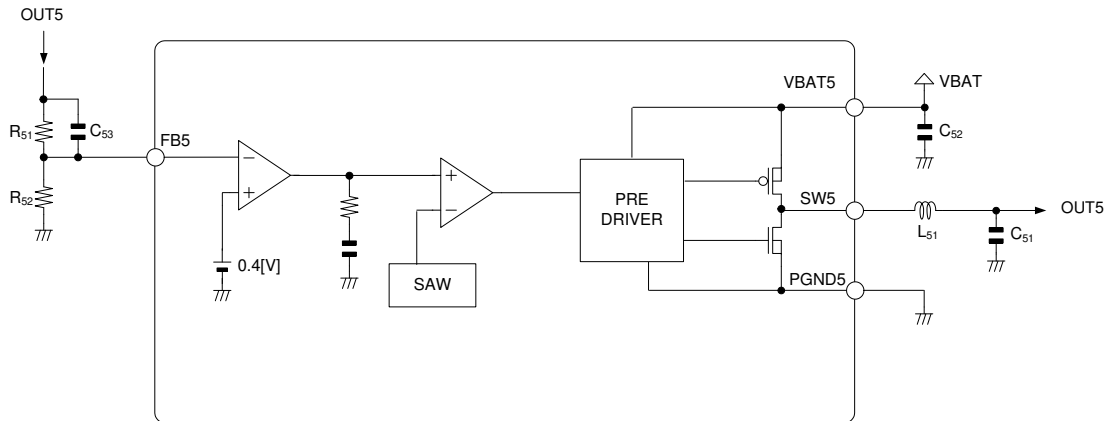 OUT5
VBAT5
VBAT
R51
C53
FB5
C52
−
+
+
−
PRE
DRIVER
SW5
OUT5
R52
L51
C51
0.4[V]
SAW
PGND5